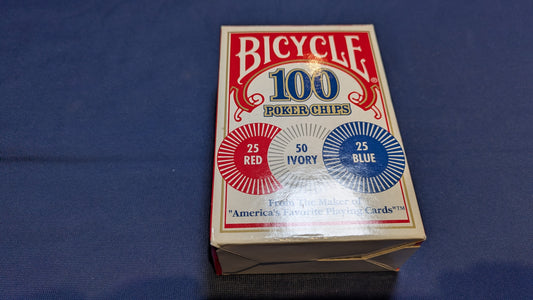 BICYCLE®
100
POKER CHIPS
25
RED
50
IVORY
25
BLUE
From The Maker of
"America's Favorite Playing Cards"™